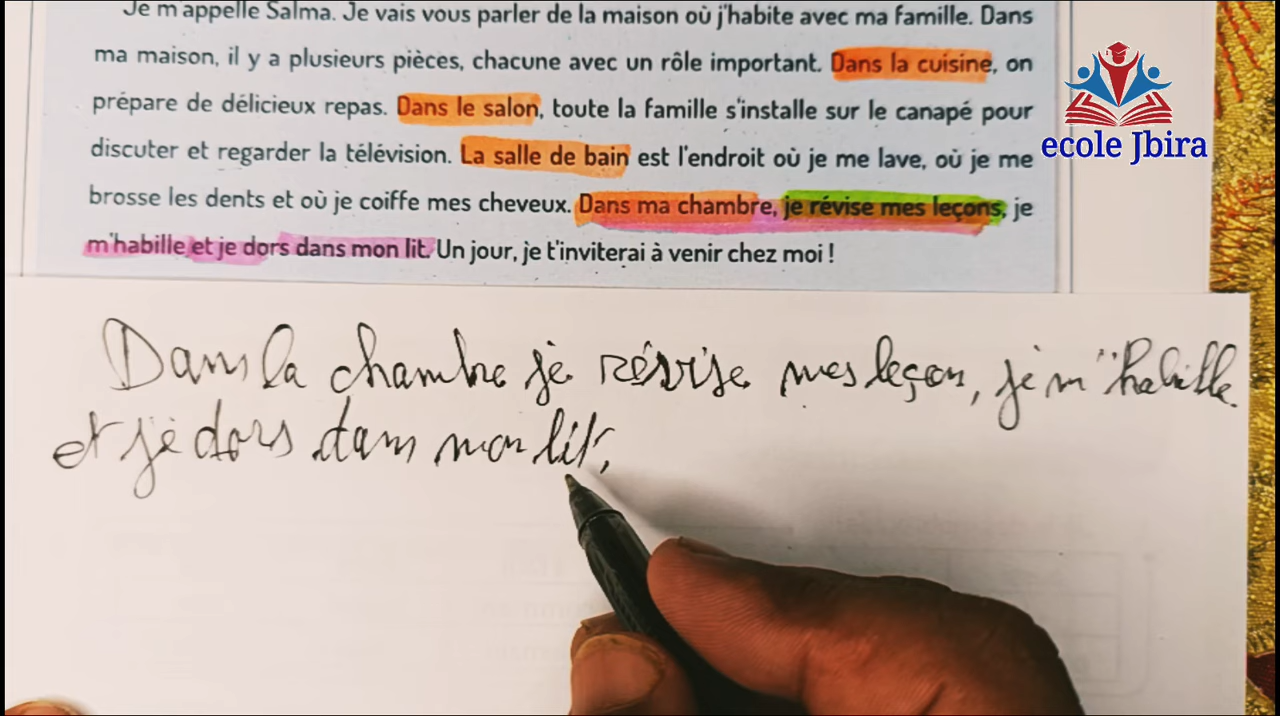 Je m'appelle Salma. Je vais vous parler de la maison où j'habite avec ma famille. Dans
ma maison, il y a plusieurs pièces, chacune avec un rôle important. Dans la cuisine, on
prépare de délicieux repas. Dans le salon, toute la famille s'installe sur le canapé pour
discuter et regarder la télévision. La salle de bain est l'endroit où je me lave, où je me
brosse les dents et où je coiffe mes cheveux. Dans ma chambre, je révise mes leçons, je
m'habille et je dors dans mon lit. Un jour, je t'inviterai à venir chez moi !
ecole Jbira
Dans la chambre je révise mes leçon, je m'habille
et je dors dans mon lit,